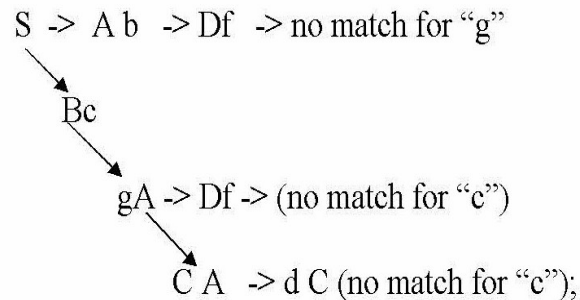 S -> A b -> Df -> no match for “g”
Bc
gA -> Df -> (no match for “c”)
C A -> d C (no match for “c”);